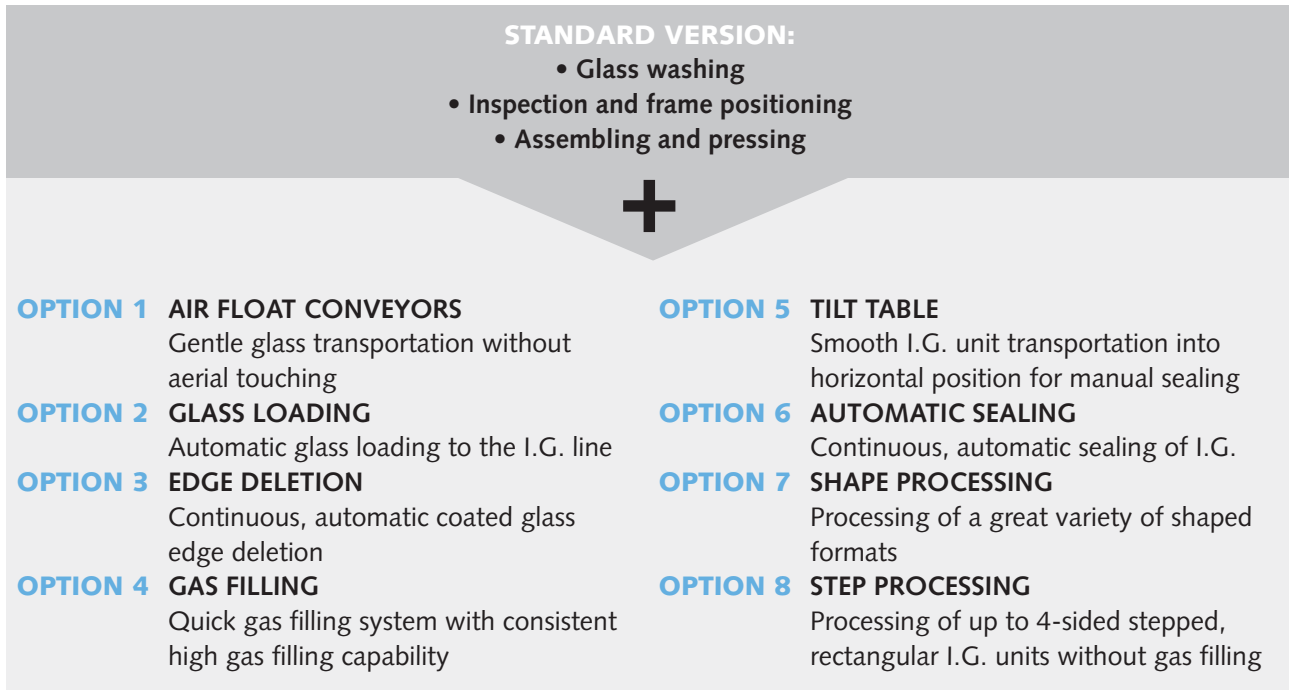 STANDARD VERSION:
• Glass washing
• Inspection and frame positioning
• Assembling and pressing
+
OPTION 1 AIR FLOAT CONVEYORS
Gentle glass transportation without
aerial touching
OPTION 2 GLASS LOADING
Automatic glass loading to the I.G. line
OPTION 3 EDGE DELETION
Continuous, automatic coated glass
edge deletion
OPTION 4 GAS FILLING
Quick gas filling system with consistent
high gas filling capability
OPTION 5 TILT TABLE
Smooth I.G. unit transportation into
horizontal position for manual sealing
OPTION 6 AUTOMATIC SEALING
Continuous, automatic sealing of I.G.
OPTION 7 SHAPE PROCESSING
Processing of a great variety of shaped
formats
OPTION 8 STEP PROCESSING
Processing of up to 4-sided stepped,
rectangular I.G. units without gas filling